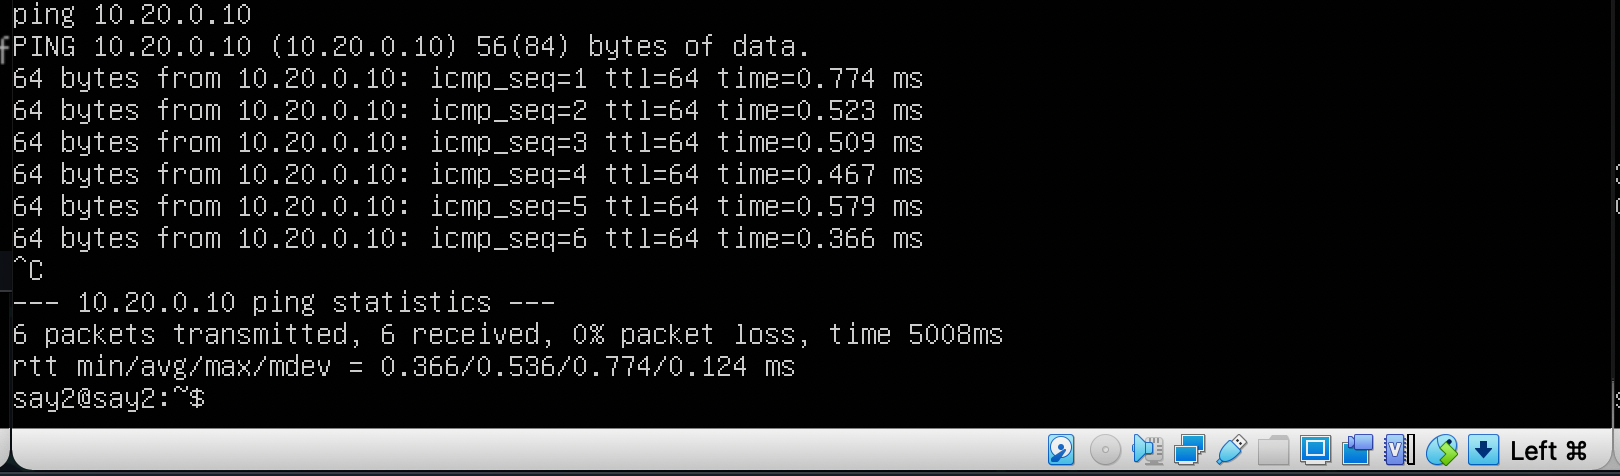 ping 10.20.0.10
PING 10.20.0.10 (10.20.0.10) 56(84) bytes of data.
64 bytes from 10.20.0.10: icmp_seq=1 ttl=64 time=0.774 ms
64 bytes from 10.20.0.10: icmp_seq=2 ttl=64 time=0.523 ms
64 bytes from 10.20.0.10: icmp_seq=3 ttl=64 time=0.509 ms
64 bytes from 10.20.0.10: icmp_seq=4 ttl=64 time=0.467 ms
64 bytes from 10.20.0.10: icmp_seq=5 ttl=64 time=0.579 ms
64 bytes from 10.20.0.10: icmp_seq=6 ttl=64 time=0.366 ms
^C
--- 10.20.0.10 ping statistics ---
6 packets transmitted, 6 received, 0% packet loss, time 5008ms
rtt min/avg/max/mdev = 0.366/0.536/0.774/0.124 ms
say2@say2:~$
Left ⌘